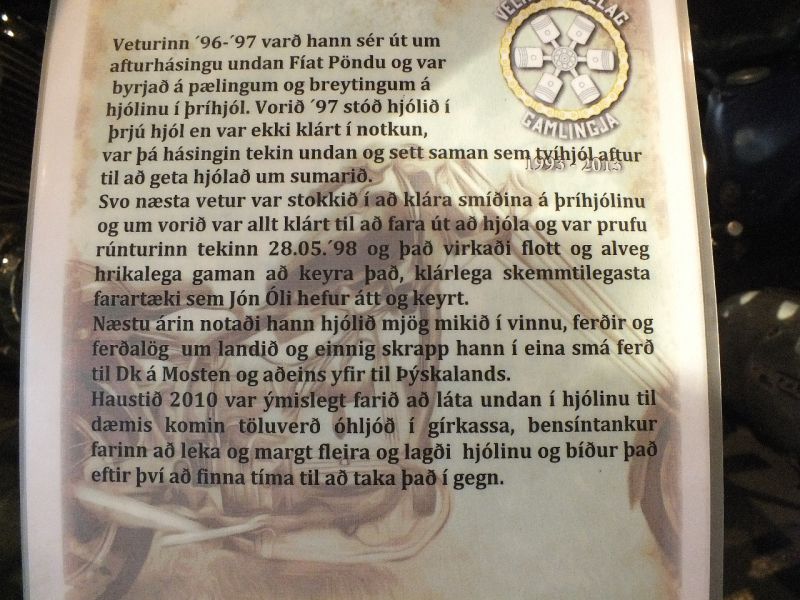 GAMLINGJA
1993 - 2013
Veturinn ´96-´97 varð hann sér út um
afturhásingu undan Fíat Pöndu og var
byrjað á pælingum og breytingum á
hjólinu í þríhjól. Vorið ´97 stóð hjólið í
þrjú hjól en var ekki klárt í notkun,
var þá hásingin tekin undan og sett saman sem tvíhjól aftur
til að geta hjólað um sumarið.
Svo næsta vetur var stokkið í að klára smíðina á þríhjólinu
og um vorið var allt klárt til að fara út að hjóla og var prufu
rúnturinn tekinn 28.05.´98 og það virkaði flott og alveg
hrikalega gaman að keyra það, klárlega skemmtilegasta
farartæki sem Jón Óli hefur átt og keyrt.
Næstu árin notaði hann hjólið mjög mikið í vinnu, ferðir og
ferðalög um landið og einnig skrapp hann í eina smá ferð
til Dk á Mosten og aðeins yfir til Þýskalands.
Haustið 2010 var ýmislegt farið að láta undan í hjólinu til
dæmis komin töluverð óhljóð í gírkassa, bensíntankur
farinn að leka og margt fleira og lagði hjólinu og bíður það
eftir því að finna tíma til að taka það í gegn.